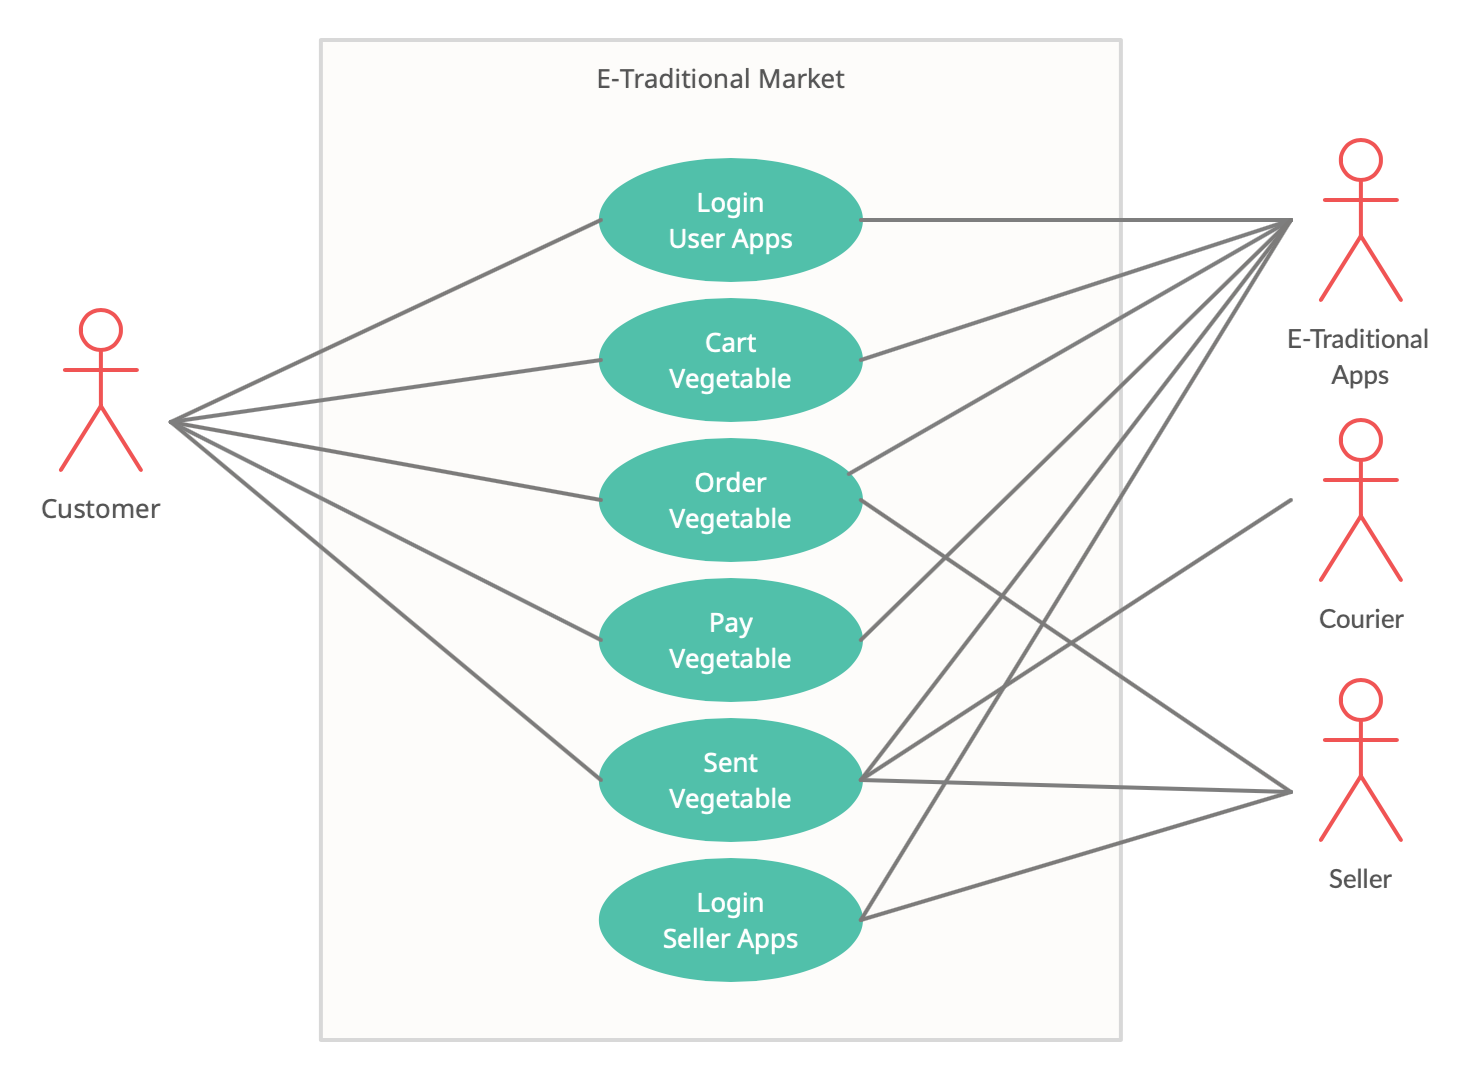 E-Traditional Market
Login
User Apps
Cart
Vegetable
Order
Vegetable
Pay
Vegetable
Sent
Vegetable
Login
Seller Apps
Customer
E-Traditional
Apps
Courier
Seller